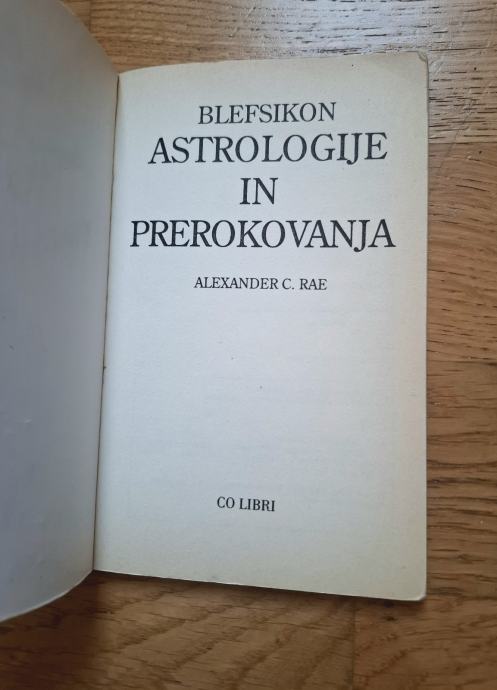 BLEFSIKON
ASTROLOGIJE
IN
PREROKOVANJA
ALEXANDER C. RAE
CO LIBRI